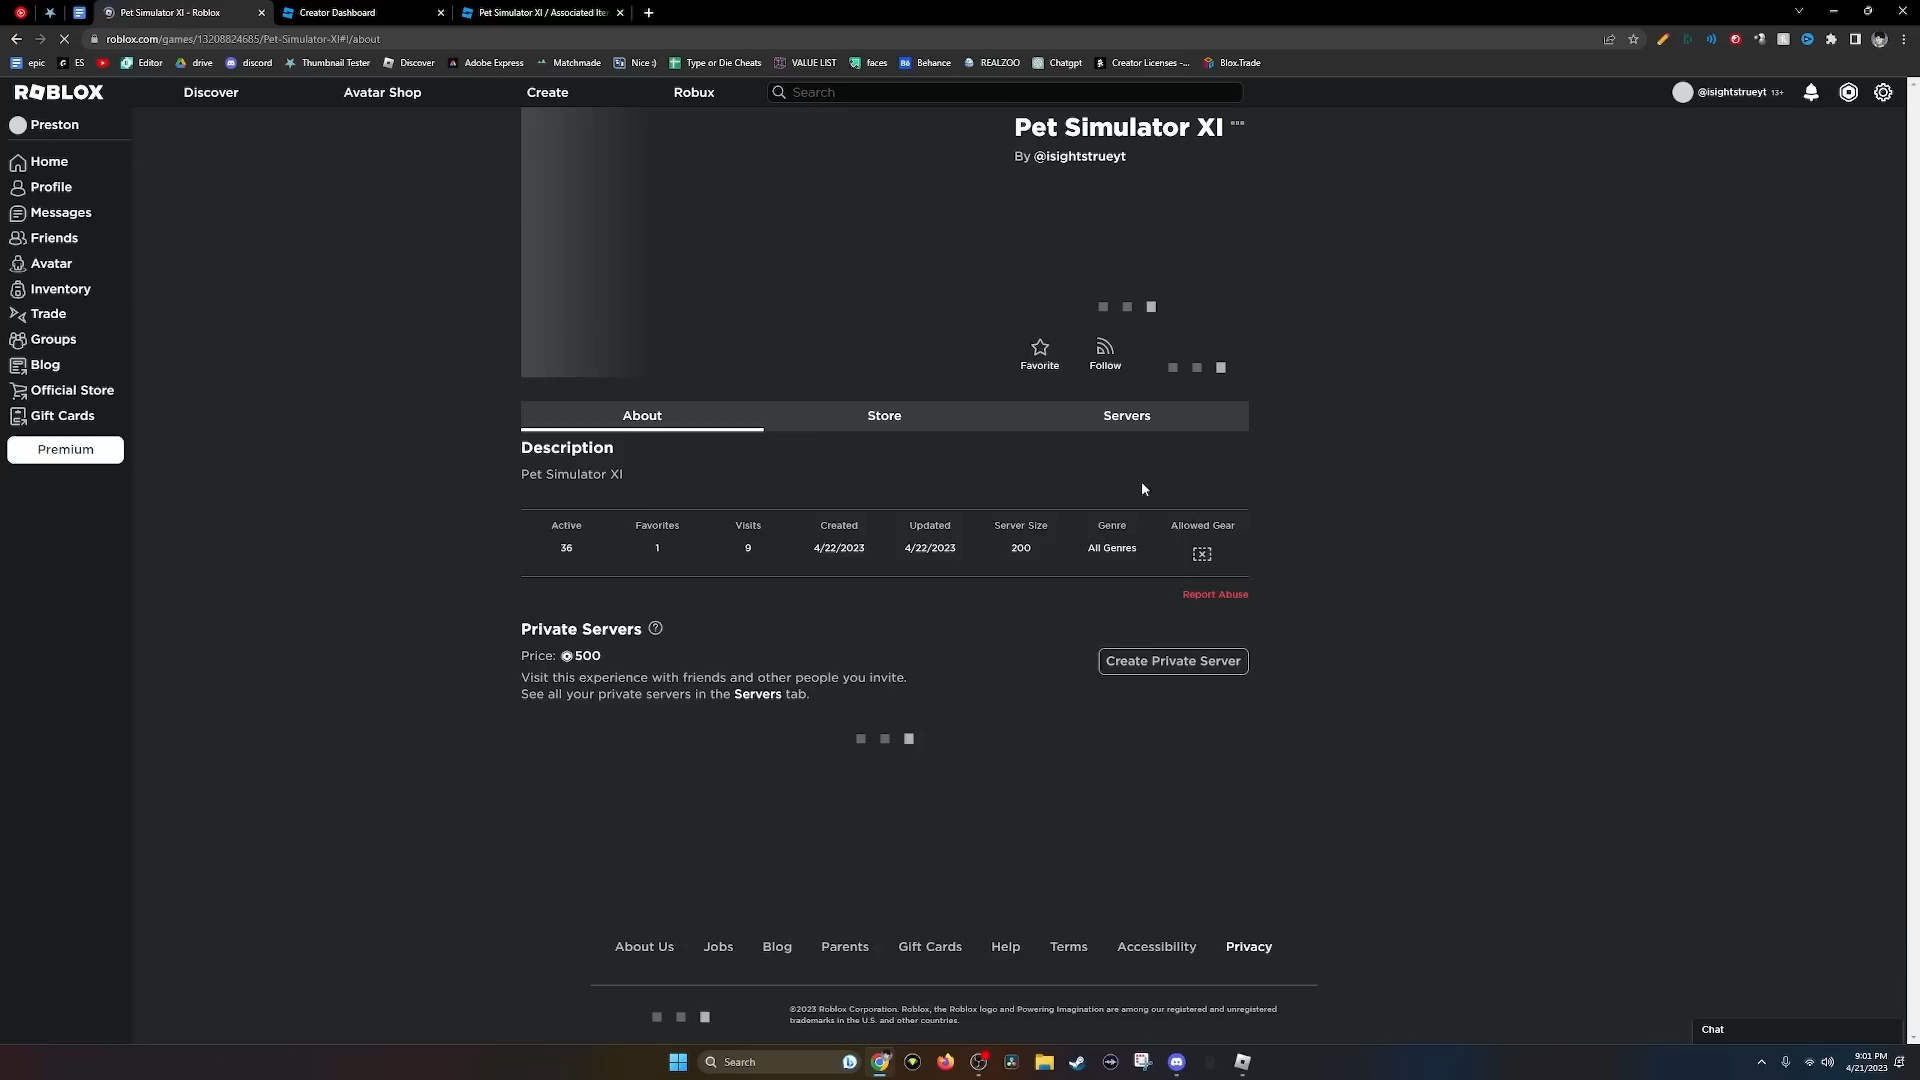 Pet Simulator XI - Roblox
Creator Dashboard
Pet Simulator XI / Associated Ite
roblox.com/games/13208824685/Pet-Simulator-XI#!/about
epic ES Editor drive discord Thumbnail Tester Discover Adobe Express Matchmade Nice :) Type or Die Cheats VALUE LIST faces Behance REALZOO Chatgpt Creator Licenses -... Blox.Trade
ROBLOX Discover Avatar Shop Create Robux Search @isightstrueyt 13+
Preston
Home
Profile
Messages
Friends
Avatar
Inventory
Trade
Groups
Blog
Official Store
Gift Cards
Premium
Pet Simulator XI
By @isightstrueyt
Favorite Follow
About Store Servers
Description
Pet Simulator XI
Active Favorites Visits Created Updated Server Size Genre Allowed Gear
36 1 9 4/22/2023 4/22/2023 200 All Genres
Report Abuse
Private Servers
Price: 500
Create Private Server
Visit this experience with friends and other people you invite.
See all your private servers in the Servers tab.
About Us Jobs Blog Parents Gift Cards Help Terms Accessibility Privacy
©2023 Roblox Corporation. Roblox, the Roblox logo and Powering Imagination are among our registered and unregistered
trademarks in the U.S. and other countries.
Chat
Search
9:01 PM
4/21/2023